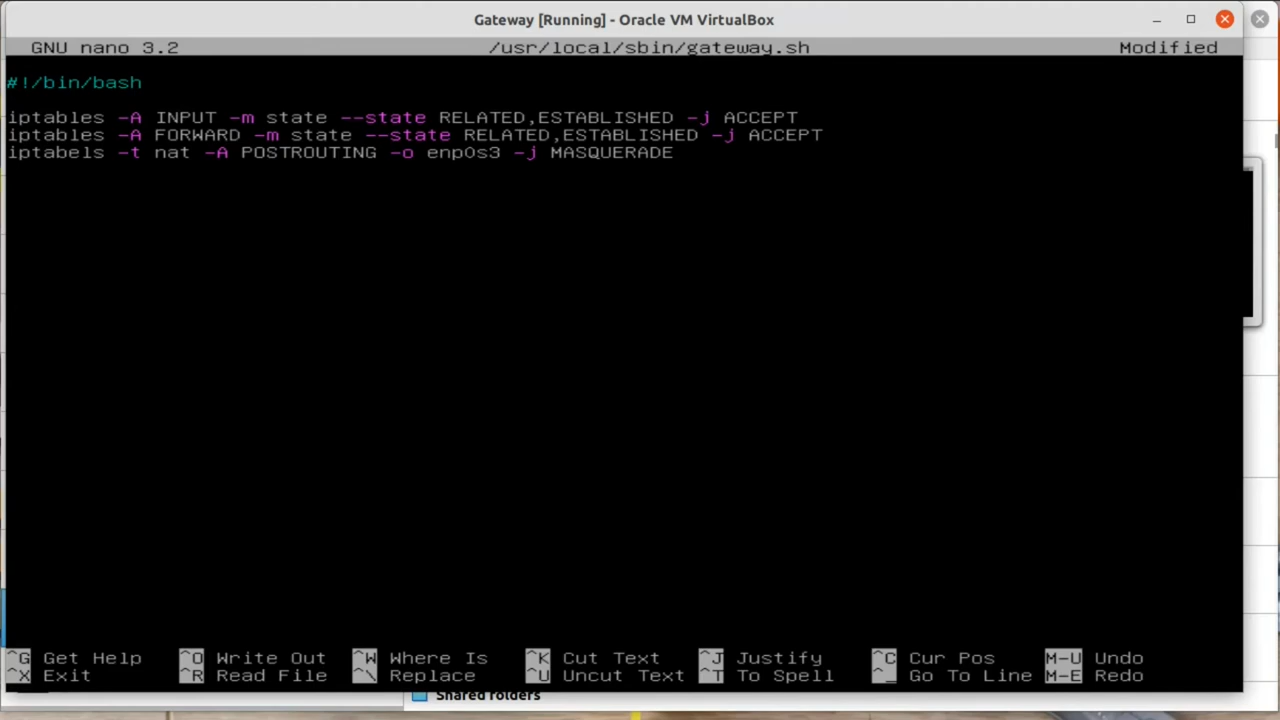 Gateway [Running] - Oracle VM VirtualBox
GNU nano 3.2 /usr/local/sbin/gateway.sh Modified
#!/bin/bash
iptables -A INPUT -m state --state RELATED,ESTABLISHED -j ACCEPT
iptables -A FORWARD -m state --state RELATED,ESTABLISHED -j ACCEPT
iptabels -t nat -A POSTROUTING -o enp0s3 -j MASQUERADE
^G Get Help ^O Write Out ^W Where Is ^K Cut Text ^J Justify ^C Cur Pos M-U Undo
^X Exit ^R Read File ^\ Replace ^U Uncut Text ^T To Spell ^_ Go To Line M-E Redo
Shared folders